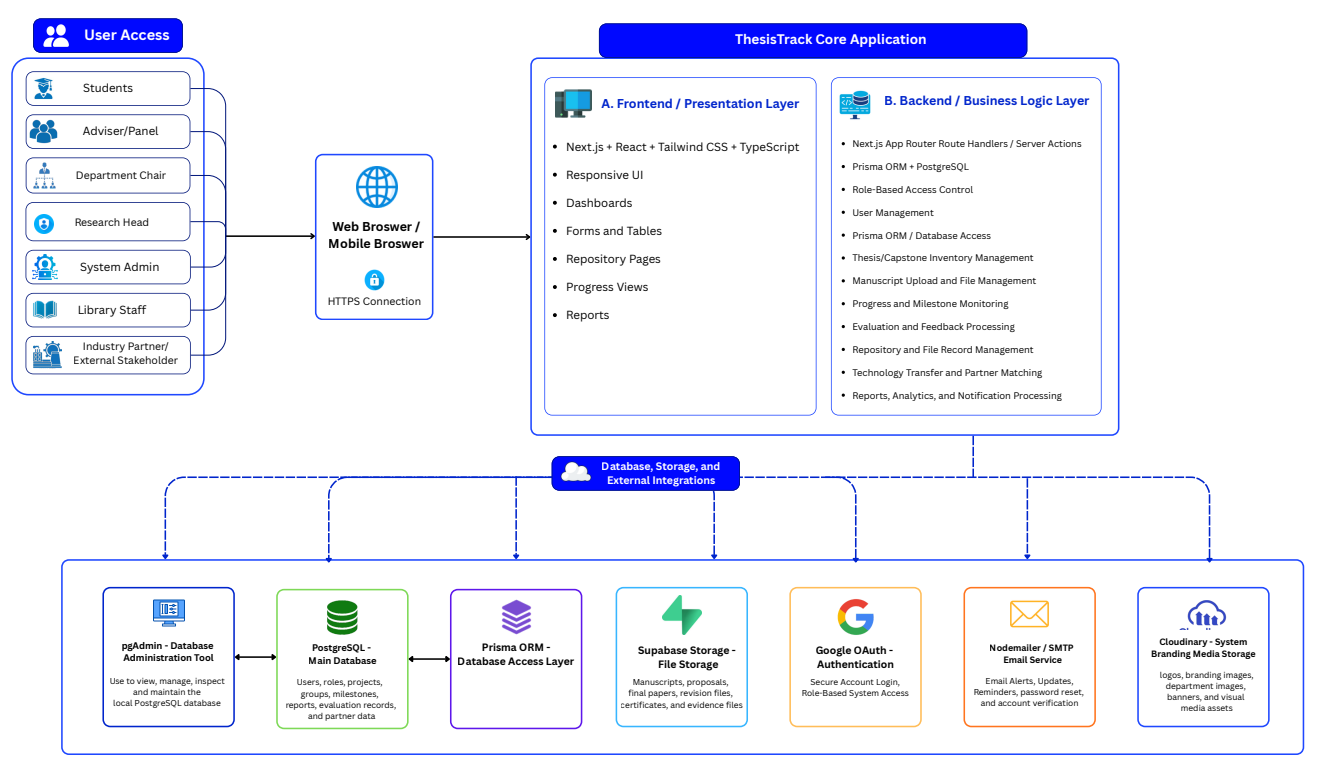 User Access
Students
Adviser/Panel
Department Chair
Research Head
System Admin
Library Staff
Industry Partner/
External Stakeholder
Web Broswer /
Mobile Broswer
HTTPS Connection
ThesisTrack Core Application
A. Frontend / Presentation Layer
• Next.js + React + Tailwind CSS + TypeScript
• Responsive UI
• Dashboards
• Forms and Tables
• Repository Pages
• Progress Views
• Reports
B. Backend / Business Logic Layer
• Next.js App Router Route Handlers / Server Actions
• Prisma ORM + PostgreSQL
• Role-Based Access Control
• User Management
• Prisma ORM / Database Access
• Thesis/Capstone Inventory Management
• Manuscript Upload and File Management
• Progress and Milestone Monitoring
• Evaluation and Feedback Processing
• Repository and File Record Management
• Technology Transfer and Partner Matching
• Reports, Analytics, and Notification Processing
Database, Storage, and
External Integrations
pgAdmin - Database
Administration Tool
Use to view, manage, inspect
and maintain the
local PostgreSQL database
PostgreSQL -
Main Database
Users, roles, projects,
groups, milestones,
reports, evaluation records,
and partner data
Prisma ORM -
Database Access Layer
Supabase Storage -
File Storage
Manuscripts, proposals,
final papers, revision files,
certificates, and evidence files
Google OAuth -
Authentication
Secure Account Login,
Role-Based System Access
Nodemailer / SMTP
Email Service
Email Alerts, Updates,
Reminders, password reset,
and account verification
Cloudinary - System
Branding Media Storage
logos, branding images,
department images,
banners, and visual
media assets